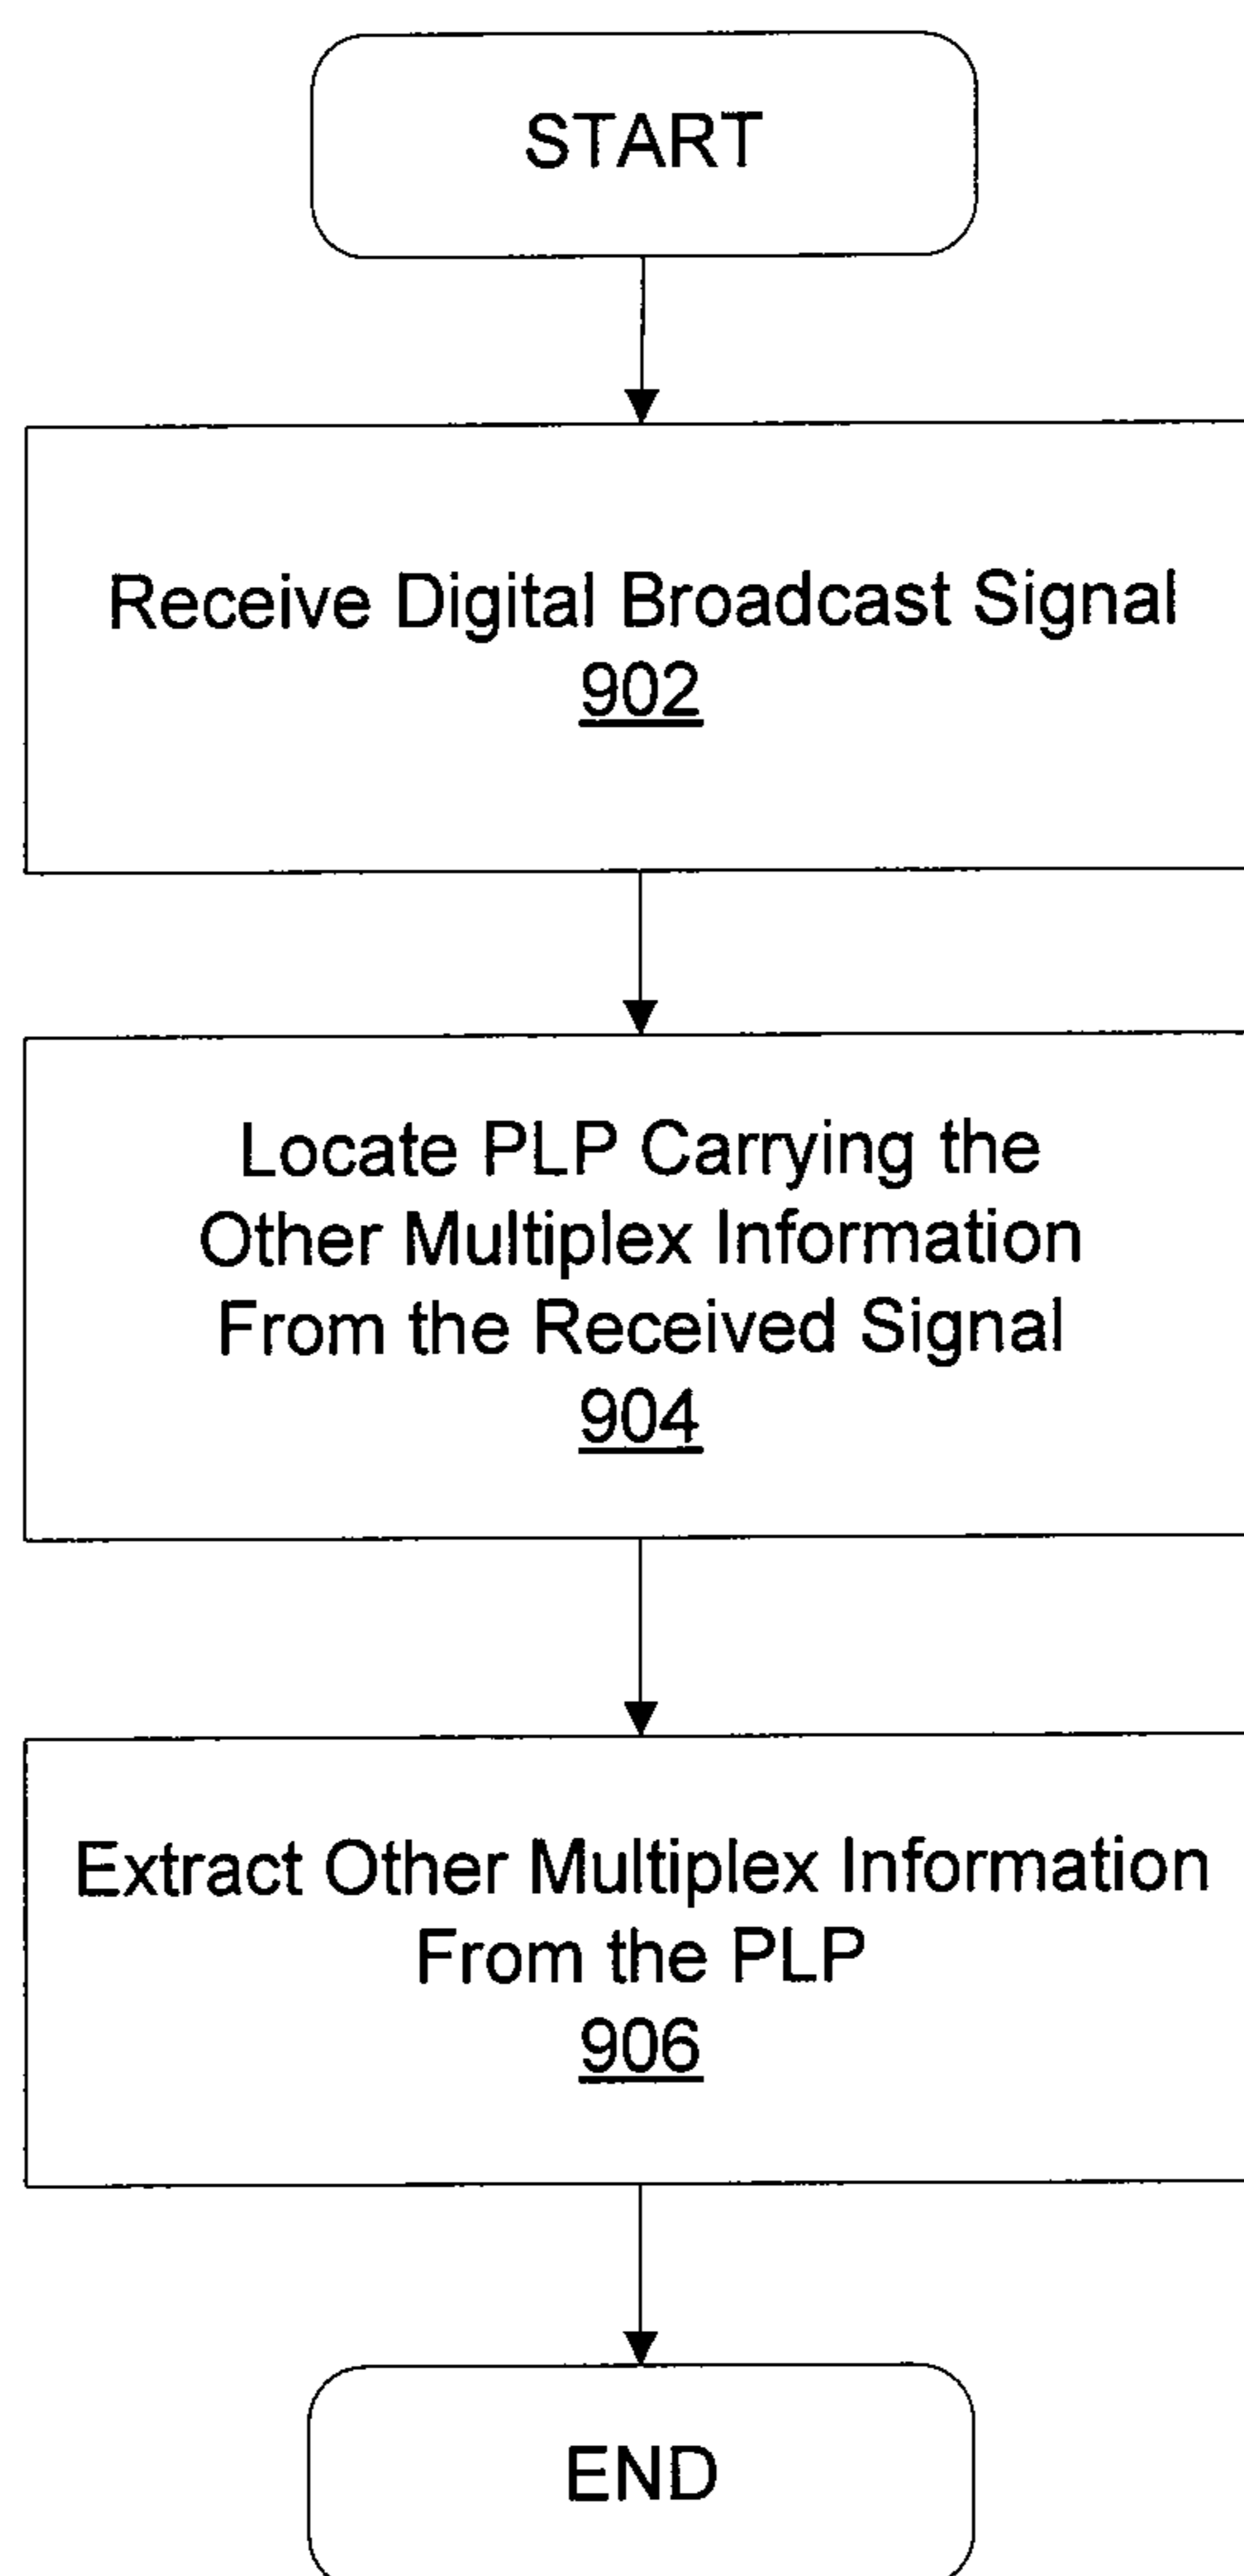 START
Receive Digital Broadcast Signal
902
Locate PLP Carrying the
Other Multiplex Information
From the Received Signal
904
Extract Other Multiplex Information
From the PLP
906
END